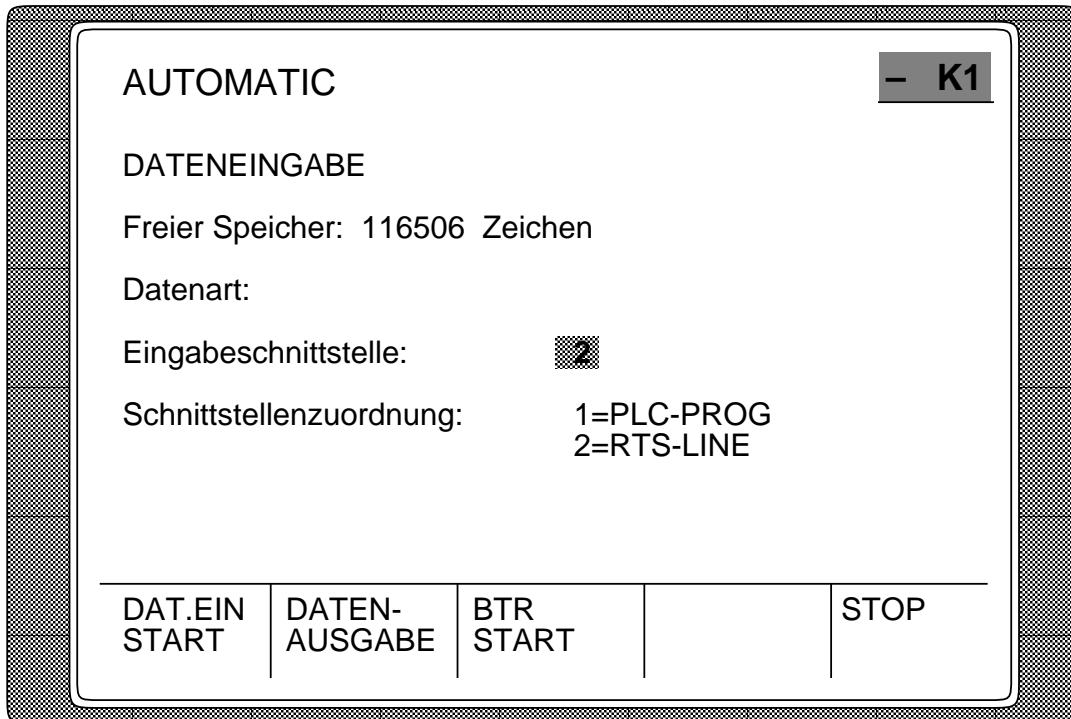 AUTOMATIC – K1
DATENEINGABE
Freier Speicher: 116506 Zeichen
Datenart:
Eingabeschnittstelle: 2
Schnittstellenzuordnung: 1=PLC-PROG
2=RTS-LINE
DAT.EIN START
DATEN-AUSGABE
BTR START
STOP